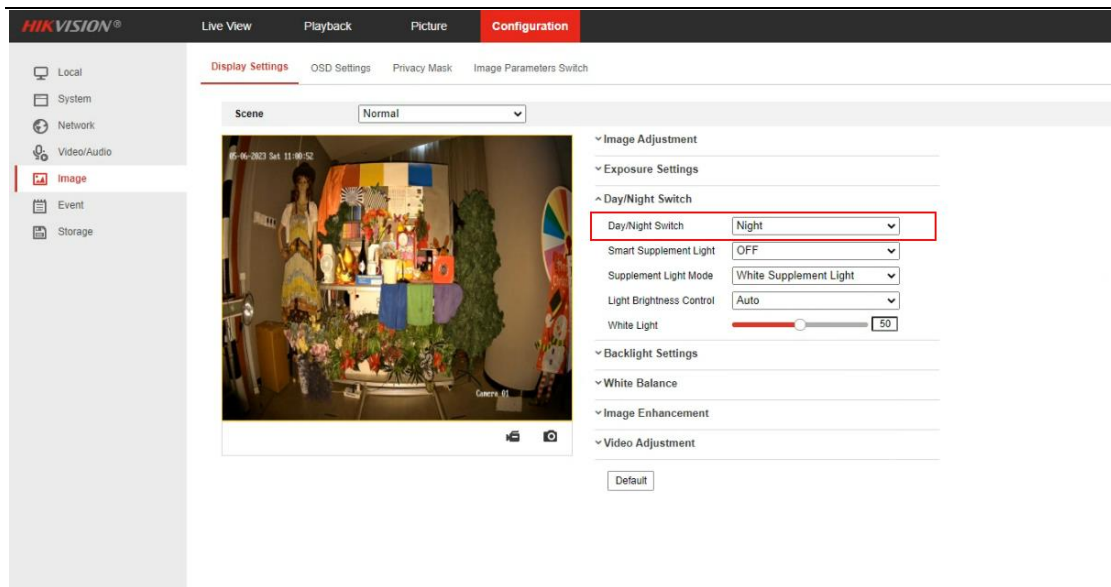 HIKVISION®
Live View Playback Picture Configuration
Local
System
Network
Video/Audio
Image
Event
Storage
Display Settings OSD Settings Privacy Mask Image Parameters Switch
Scene Normal
05-06-2023 Sat 11:00:52
Camera 01
Image Adjustment
Exposure Settings
Day/Night Switch
Day/Night Switch Night
Smart Supplement Light OFF
Supplement Light Mode White Supplement Light
Light Brightness Control Auto
White Light 50
Backlight Settings
White Balance
Image Enhancement
Video Adjustment
Default